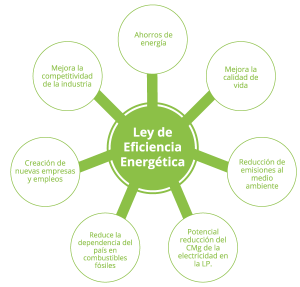 Ahorros de
energía
Mejora la
calidad de
vida
Reducción de
emisiones al
medio
ambiente
Potencial
reducción del
CMg de la
electricidad en
la LP.
Reduce la
dependencia del
país en
combustibles
fósiles
Creación de
nuevas empresas
y empleos
Mejora la
competitividad
de la industria
Ley de
Eficiencia
Energética